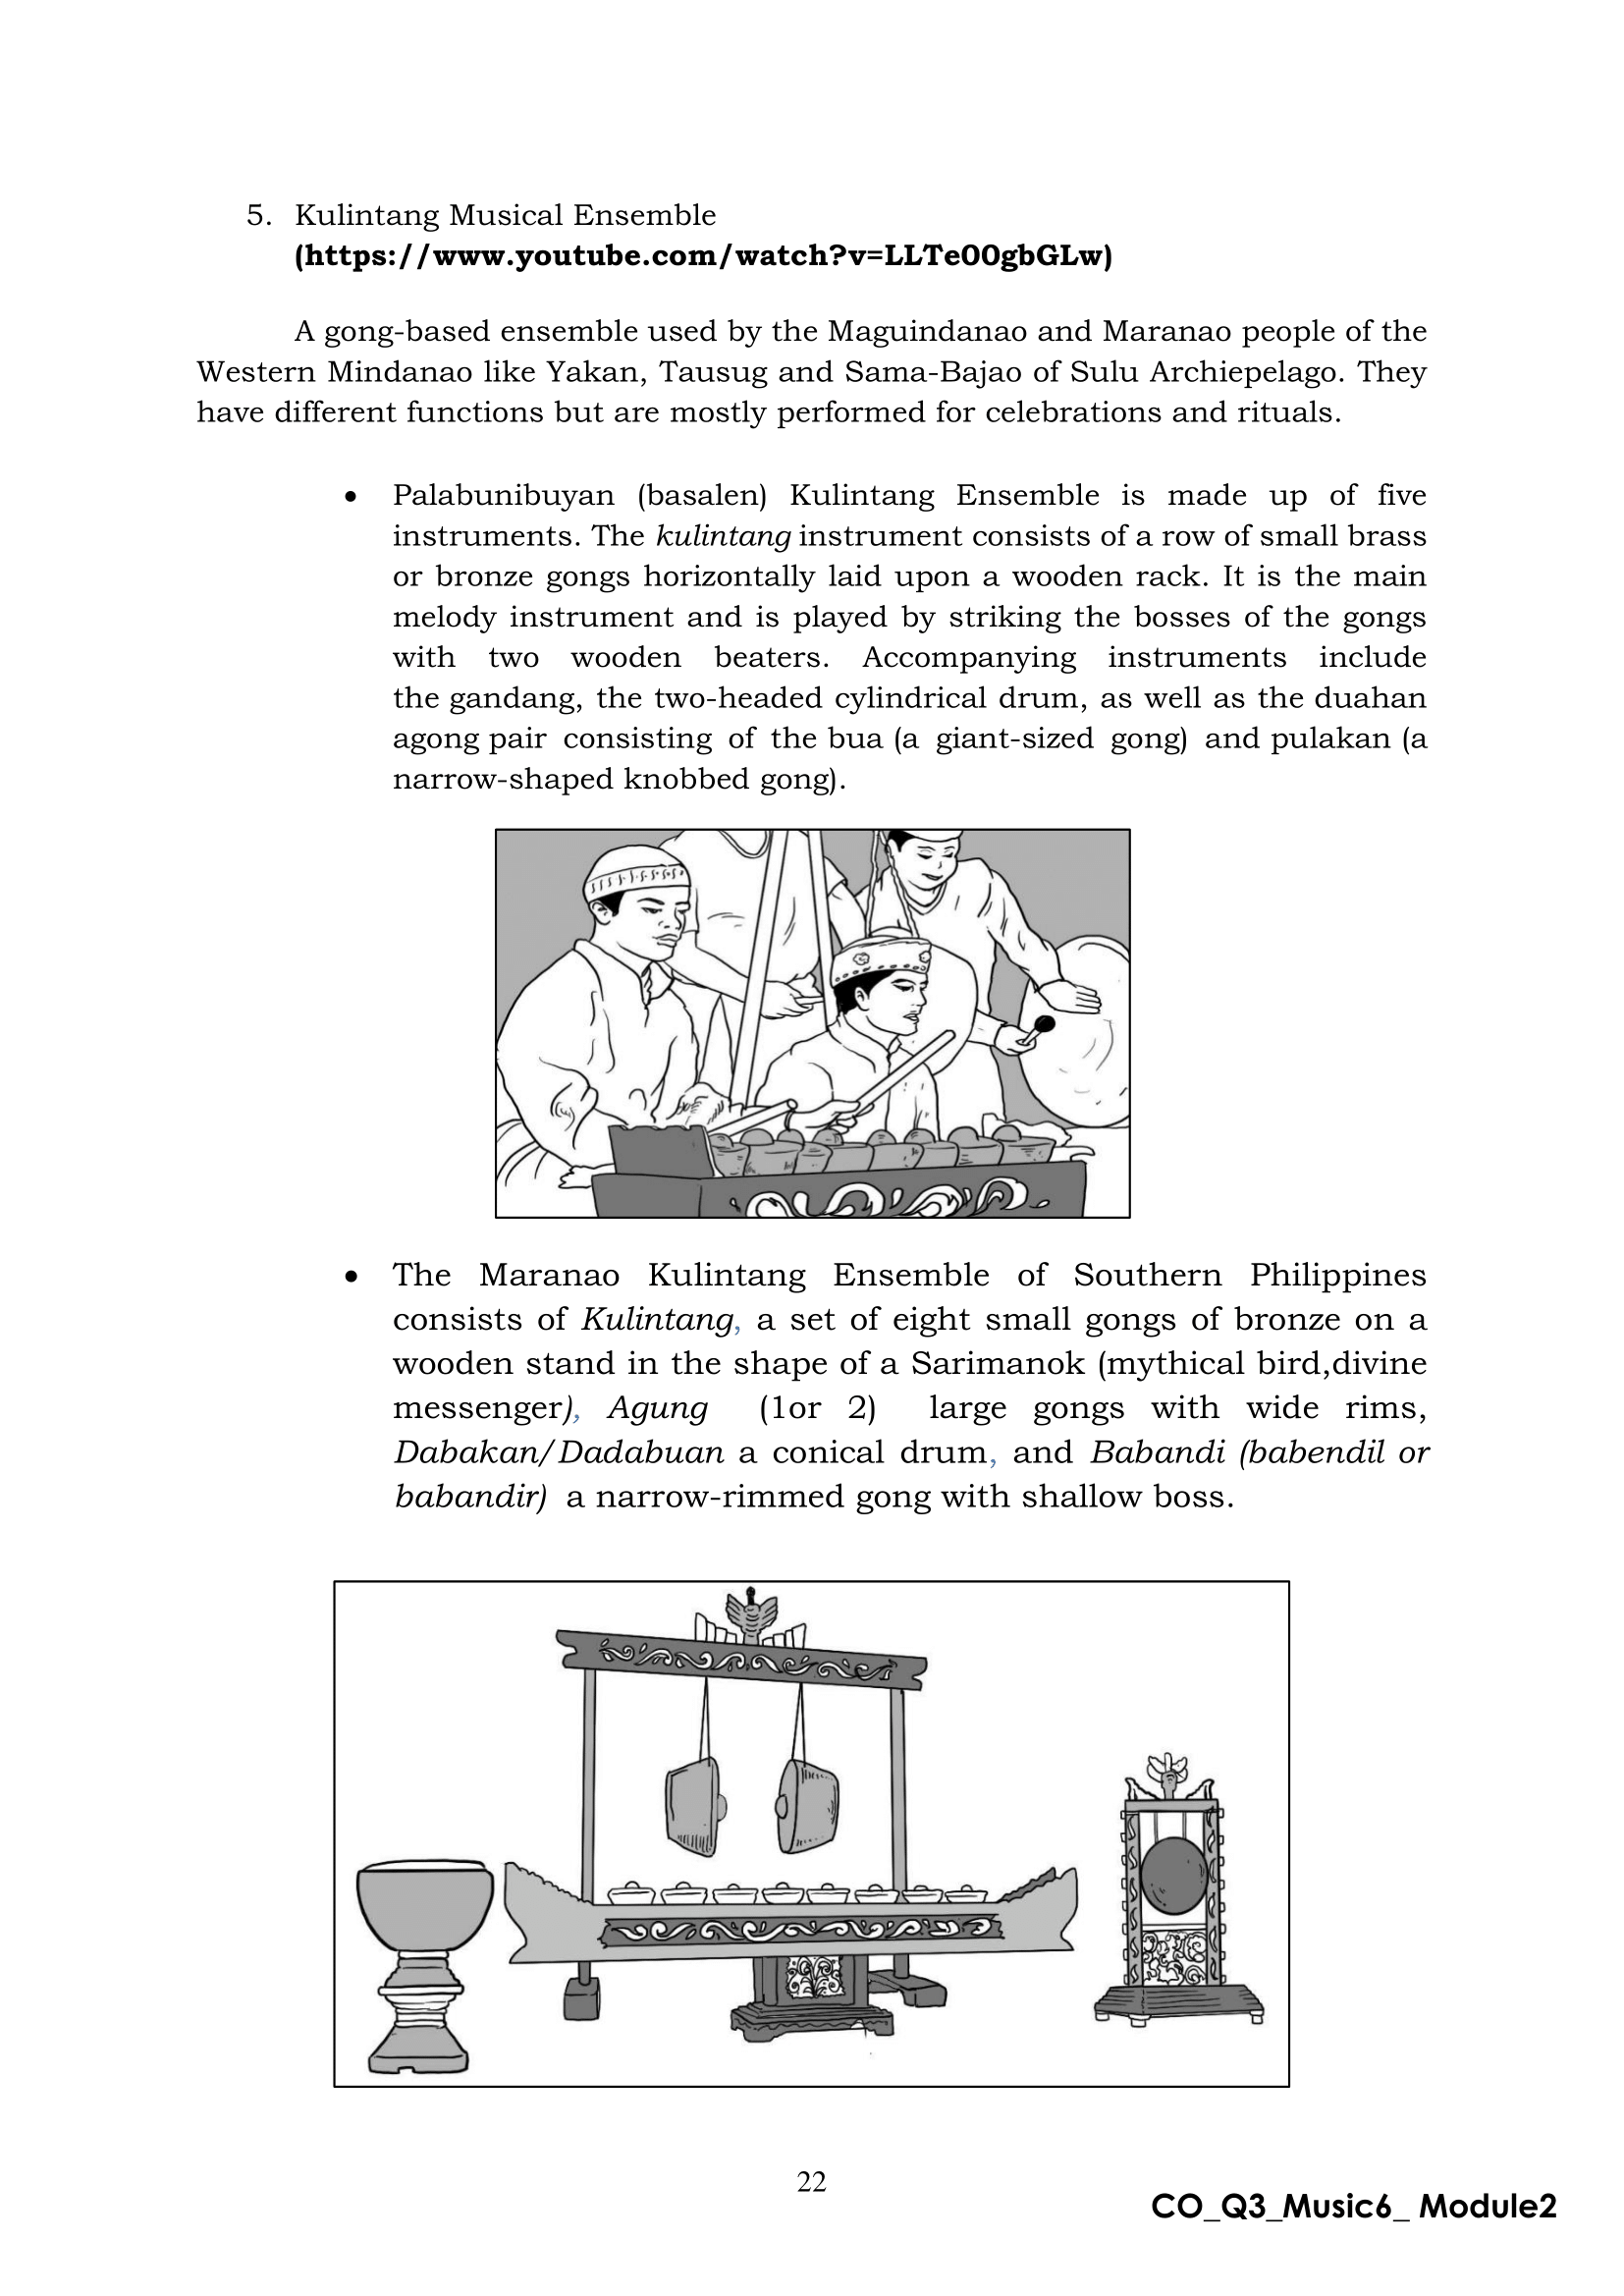 5. Kulintang Musical Ensemble
(https://www.youtube.com/watch?v=LLTe00gbGLw)
A gong-based ensemble used by the Maguindanao and Maranao people of the
Western Mindanao like Yakan, Tausug and Sama-Bajao of Sulu Archiepelago. They
have different functions but are mostly performed for celebrations and rituals.
• Palabunibuyan (basalen) Kulintang Ensemble is made up of five
instruments. The kulintang instrument consists of a row of small brass
or bronze gongs horizontally laid upon a wooden rack. It is the main
melody instrument and is played by striking the bosses of the gongs
with two wooden beaters. Accompanying instruments include
the gandang, the two-headed cylindrical drum, as well as the duahan
agong pair consisting of the bua (a giant-sized gong) and pulakan (a
narrow-shaped knobbed gong).
• The Maranao Kulintang Ensemble of Southern Philippines
consists of Kulintang, a set of eight small gongs of bronze on a
wooden stand in the shape of a Sarimanok (mythical bird,divine
messenger), Agung (1or 2) large gongs with wide rims,
Dabakan/Dadabuan a conical drum, and Babandi (babendil or
babandir) a narrow-rimmed gong with shallow boss.
22
CO_Q3_Music6_ Module2